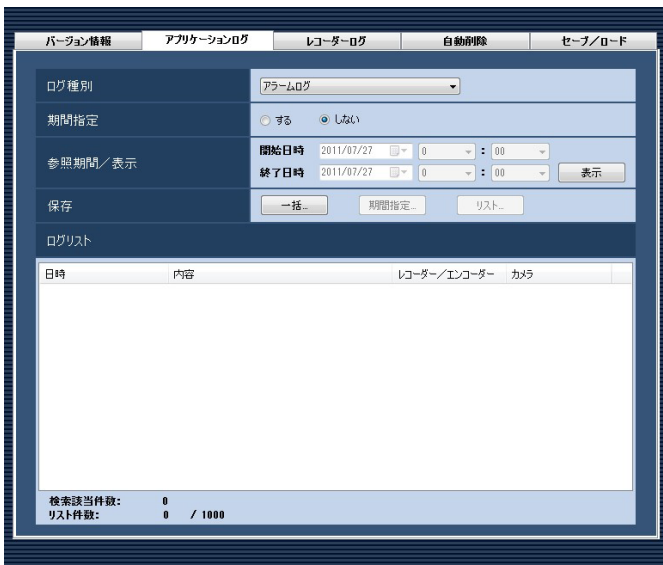 バージョン情報 アプリケーションログ レコーダーログ 自動削除 セーブ/ロード
ログ種別 アラームログ
期間指定 する しない
参照期間/表示 開始日時 2011/07/27 0 : 00
終了日時 2011/07/27 0 : 00 表示
保存 一括... 期間指定... リスト...
ログリスト
日時 内容 レコーダー/エンコーダー カメラ
検索該当件数: 0
リスト件数: 0 / 1000